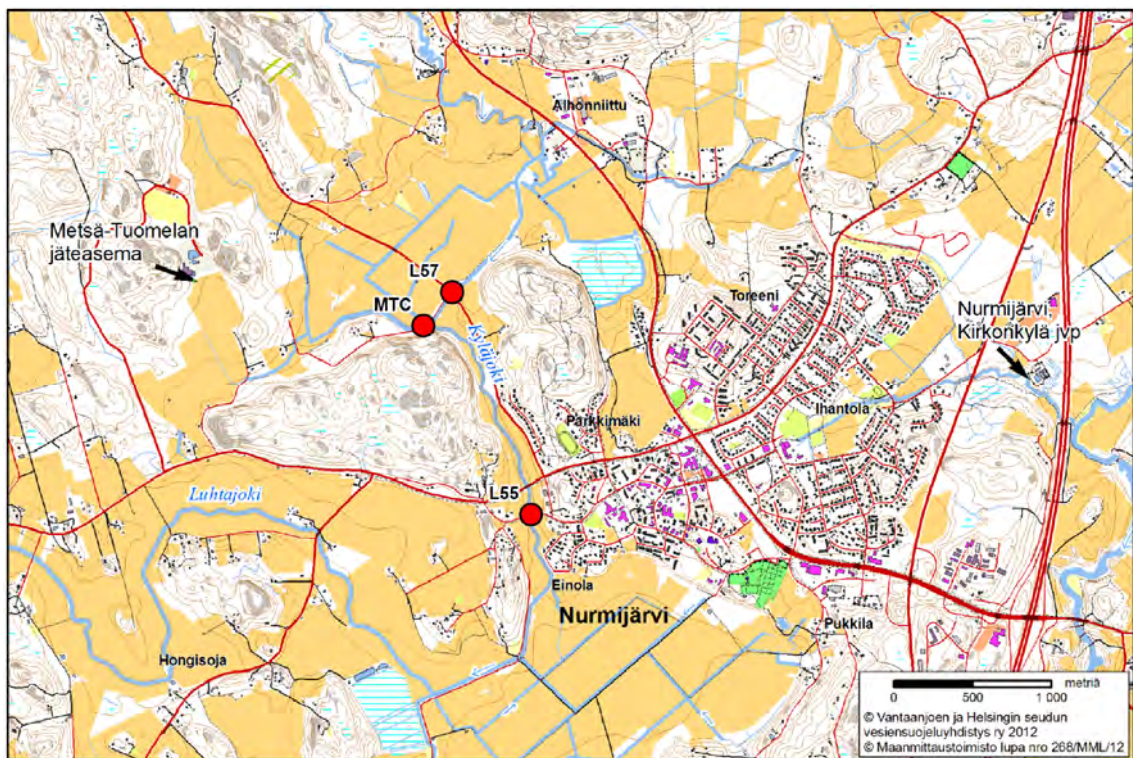 Alhonniittu
Metsä-Tuomelan
jäteasema
L57
MTC
Kyläjoki
Toreeni
Nurmijärvi,
Kirkonkylä jvp
Parkkimäki
Ihantola
Luhtajoki
L55
Einola
Nurmijärvi
Pukkila
Hongisoja
metriä
0 500 1 000
© Vantaanjoen ja Helsingin seudun
vesiensuojeluyhdistys ry 2012
© Maanmittaustoimisto lupa nro 268/MML/12